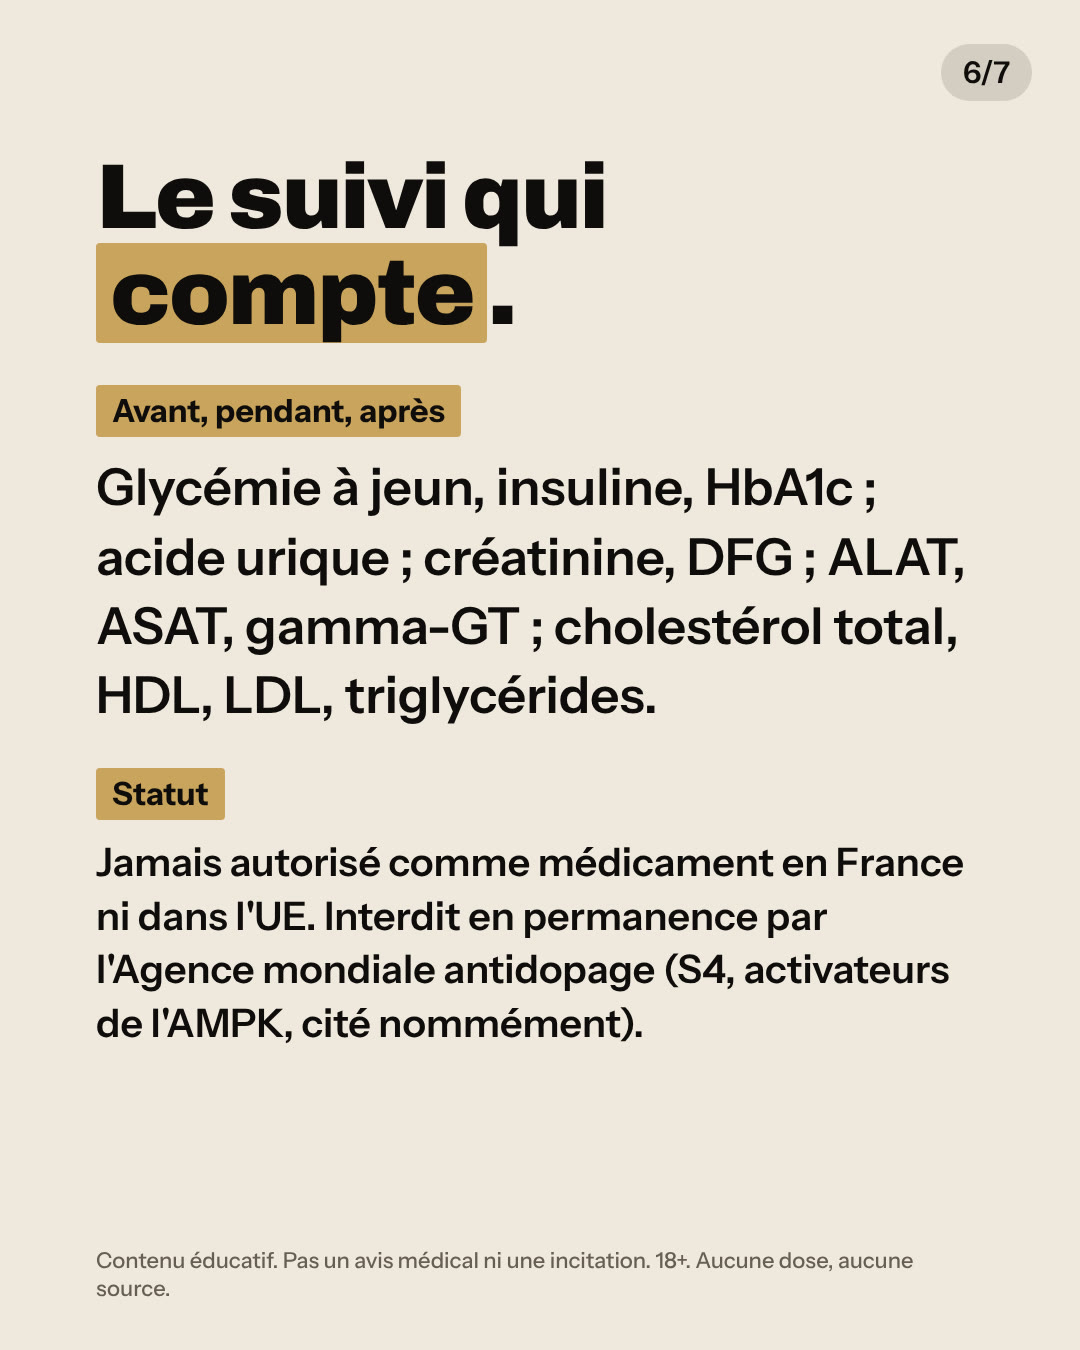 6/7
Le suivi qui
compte.
Avant, pendant, après
Glycémie à jeun, insuline, HbA1c ;
acide urique ; créatinine, DFG ; ALAT,
ASAT, gamma-GT ; cholestérol total,
HDL, LDL, triglycérides.
Statut
Jamais autorisé comme médicament en France
ni dans l'UE. Interdit en permanence par
l'Agence mondiale antidopage (S4, activateurs
de l'AMPK, cité nommément).
Contenu éducatif. Pas un avis médical ni une incitation. 18+. Aucune dose, aucune
source.